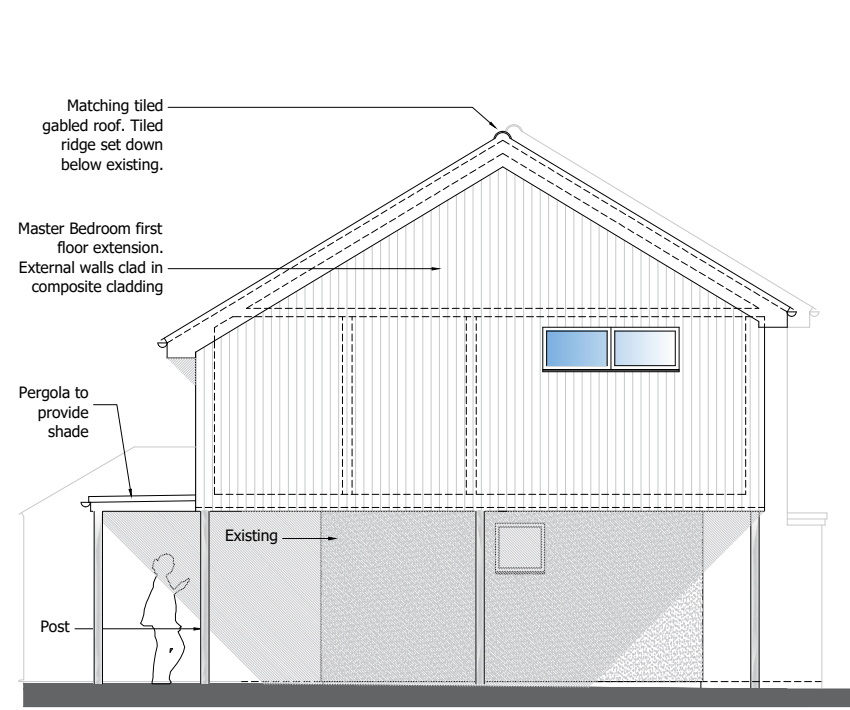 Matching tiled
gabled roof. Tiled
ridge set down
below existing.
Master Bedroom first
floor extension.
External walls clad in
composite cladding
Pergola to
provide
shade
Existing
Post